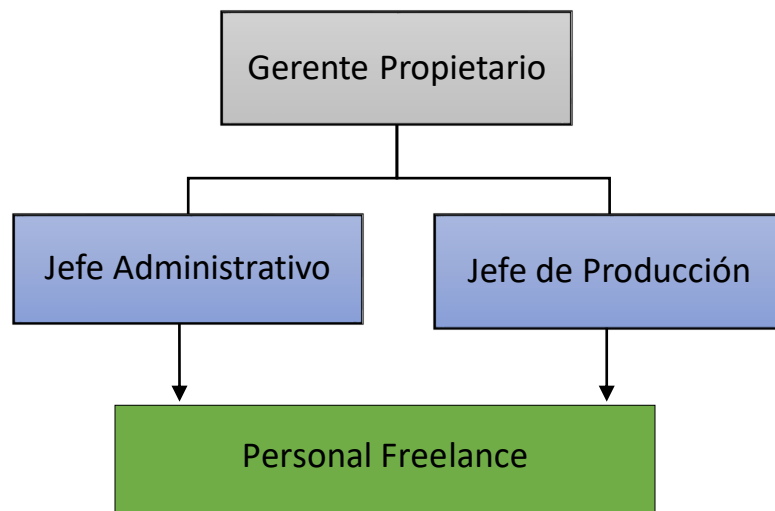 Gerente Propietario
Jefe Administrativo
Jefe de Producción
Personal Freelance